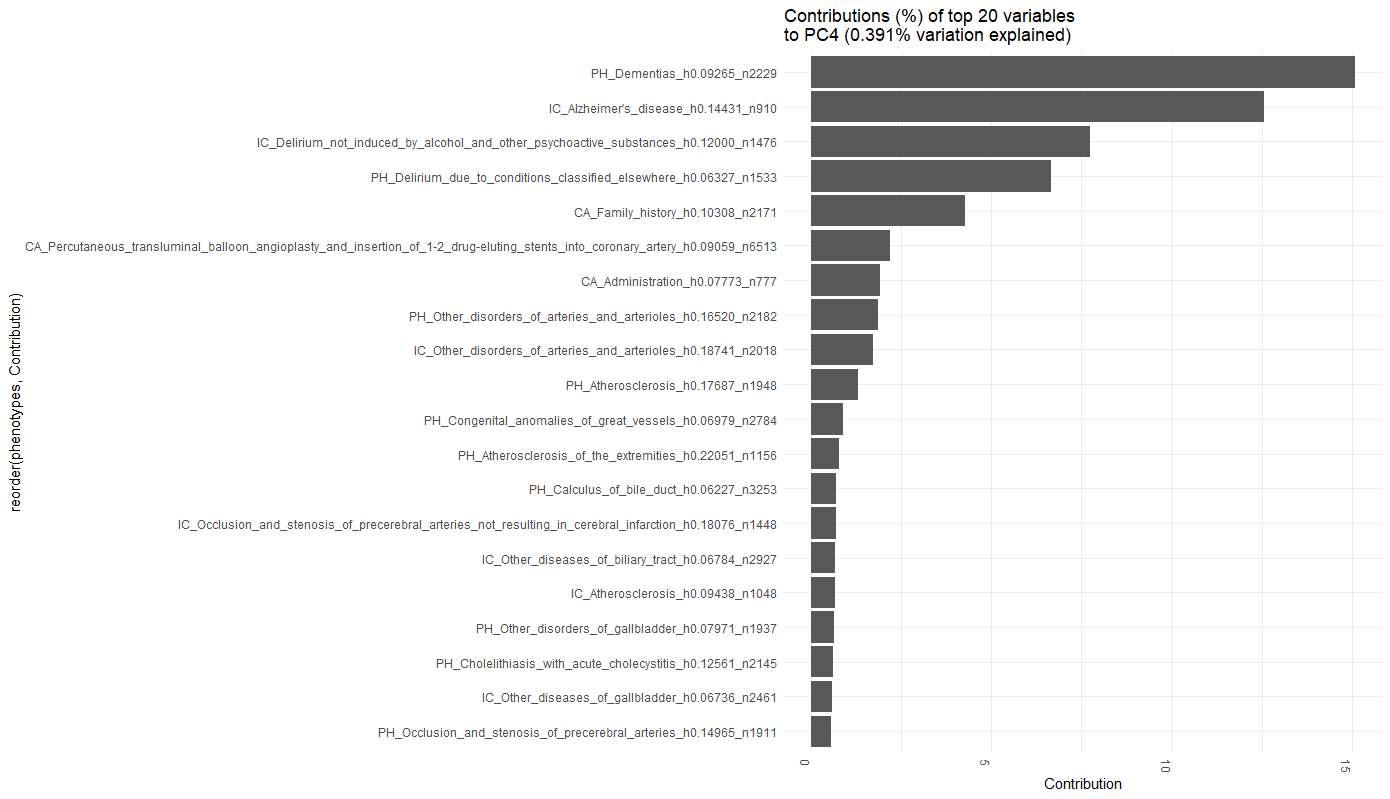 Contributions (%) of top 20 variables
to PC4 (0.391% variation explained)
PH_Dementias_h0.09265_n2229
IC_Alzheimer's_disease_h0.14431_n910
IC_Delirium_not_induced_by_alcohol_and_other_psychoactive_substances_h0.12000_n1476
PH_Delirium_due_to_conditions_classified_elsewhere_h0.06327_n1533
CA_Family_history_h0.10308_n2171
CA_Percutaneous_transluminal_balloon_angioplasty_and_insertion_of_1-2_drug-eluting_stents_into_coronary_artery_h0.09059_n6513
CA_Administration_h0.07773_n777
PH_Other_disorders_of_arteries_and_arterioles_h0.16520_n2182
IC_Other_disorders_of_arteries_and_arterioles_h0.18741_n2018
PH_Atherosclerosis_h0.17687_n1948
PH_Congenital_anomalies_of_great_vessels_h0.06979_n2784
PH_Atherosclerosis_of_the_extremities_h0.22051_n1156
PH_Calculus_of_bile_duct_h0.06227_n3253
IC_Occlusion_and_stenosis_of_precerebral_arteries_not_resulting_in_cerebral_infarction_h0.18076_n1448
IC_Other_diseases_of_biliary_tract_h0.06784_n2927
IC_Atherosclerosis_h0.09438_n1048
PH_Other_disorders_of_gallbladder_h0.07971_n1937
PH_Cholelithiasis_with_acute_cholecystitis_h0.12561_n2145
IC_Other_diseases_of_gallbladder_h0.06736_n2461
PH_Occlusion_and_stenosis_of_precerebral_arteries_h0.14965_n1911
reorder(phenotypes, Contribution)
0
5
10
15
Contribution